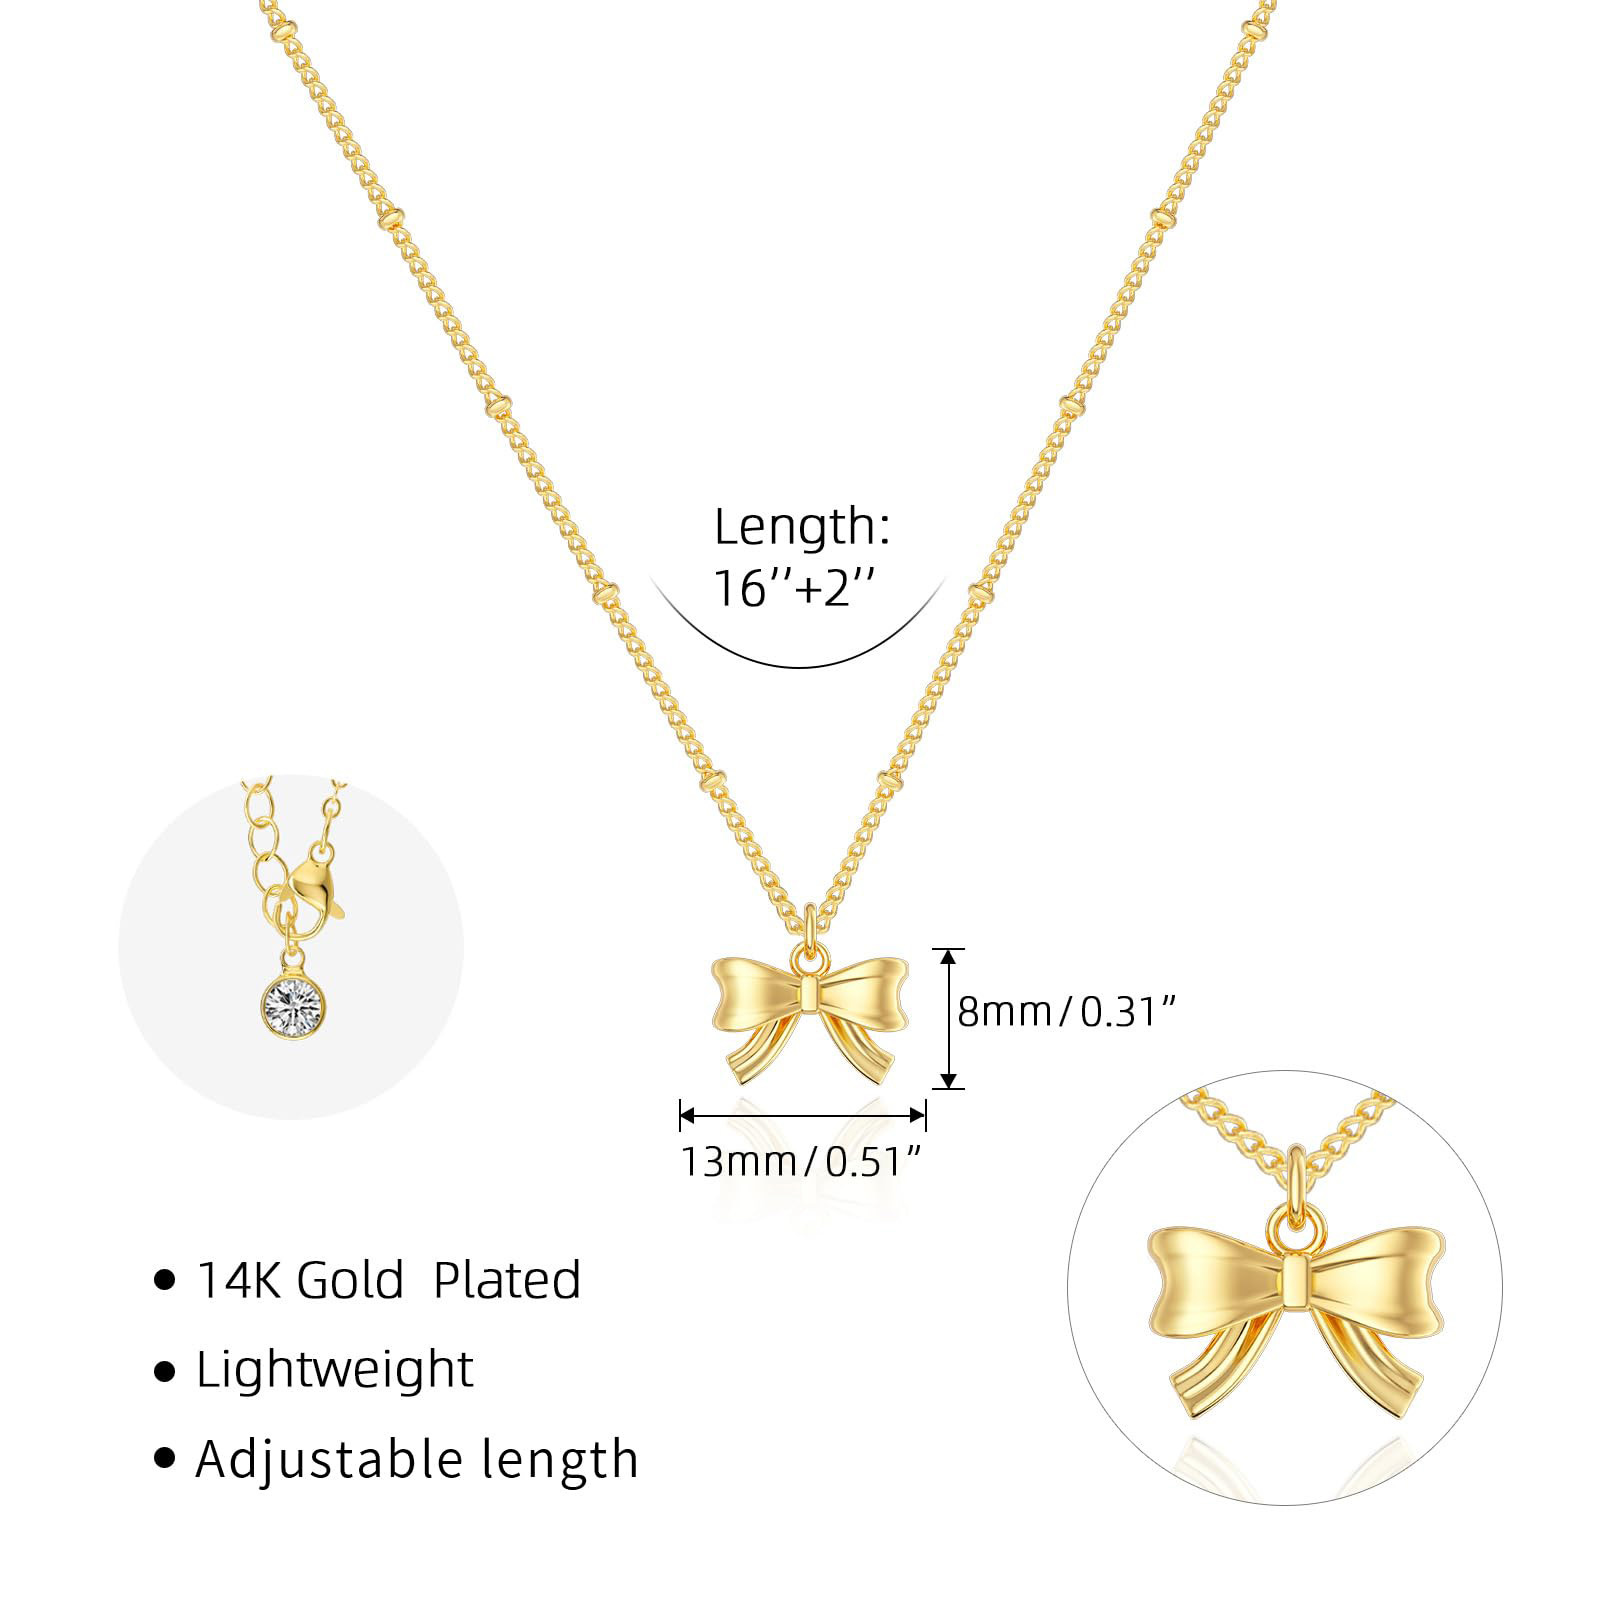 Length:
16’’+2’’
8mm/0.31”
13mm/0.51”
• 14K Gold Plated
• Lightweight
• Adjustable length